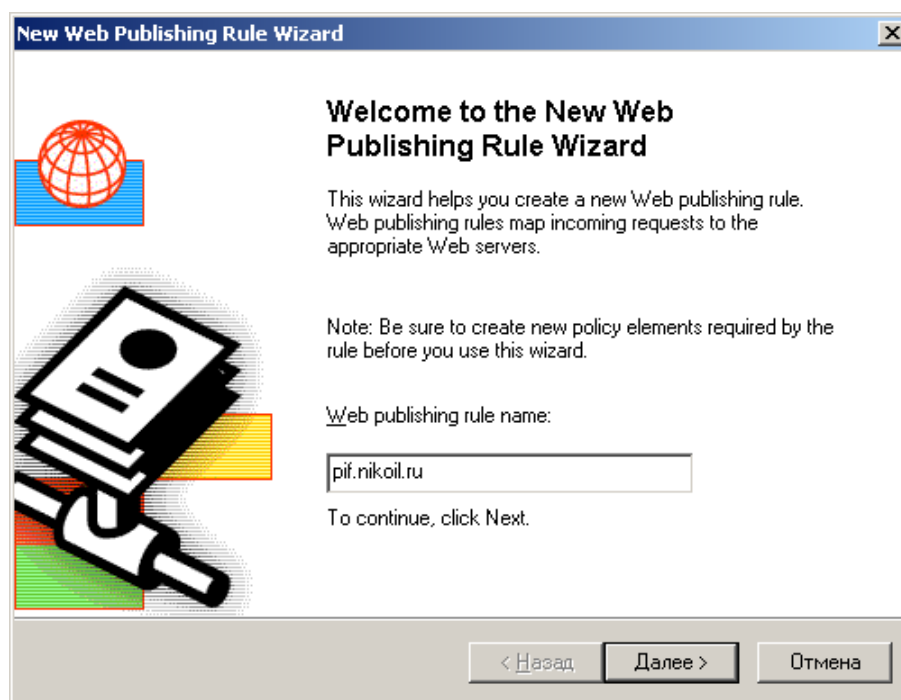 New Web Publishing Rule Wizard
Welcome to the New Web
Publishing Rule Wizard
This wizard helps you create a new Web publishing rule.
Web publishing rules map incoming requests to the
appropriate Web servers.
Note: Be sure to create new policy elements required by the
rule before you use this wizard.
Web publishing rule name:
pif.nikoil.ru
To continue, click Next.
< Назад
Далее >
Отмена